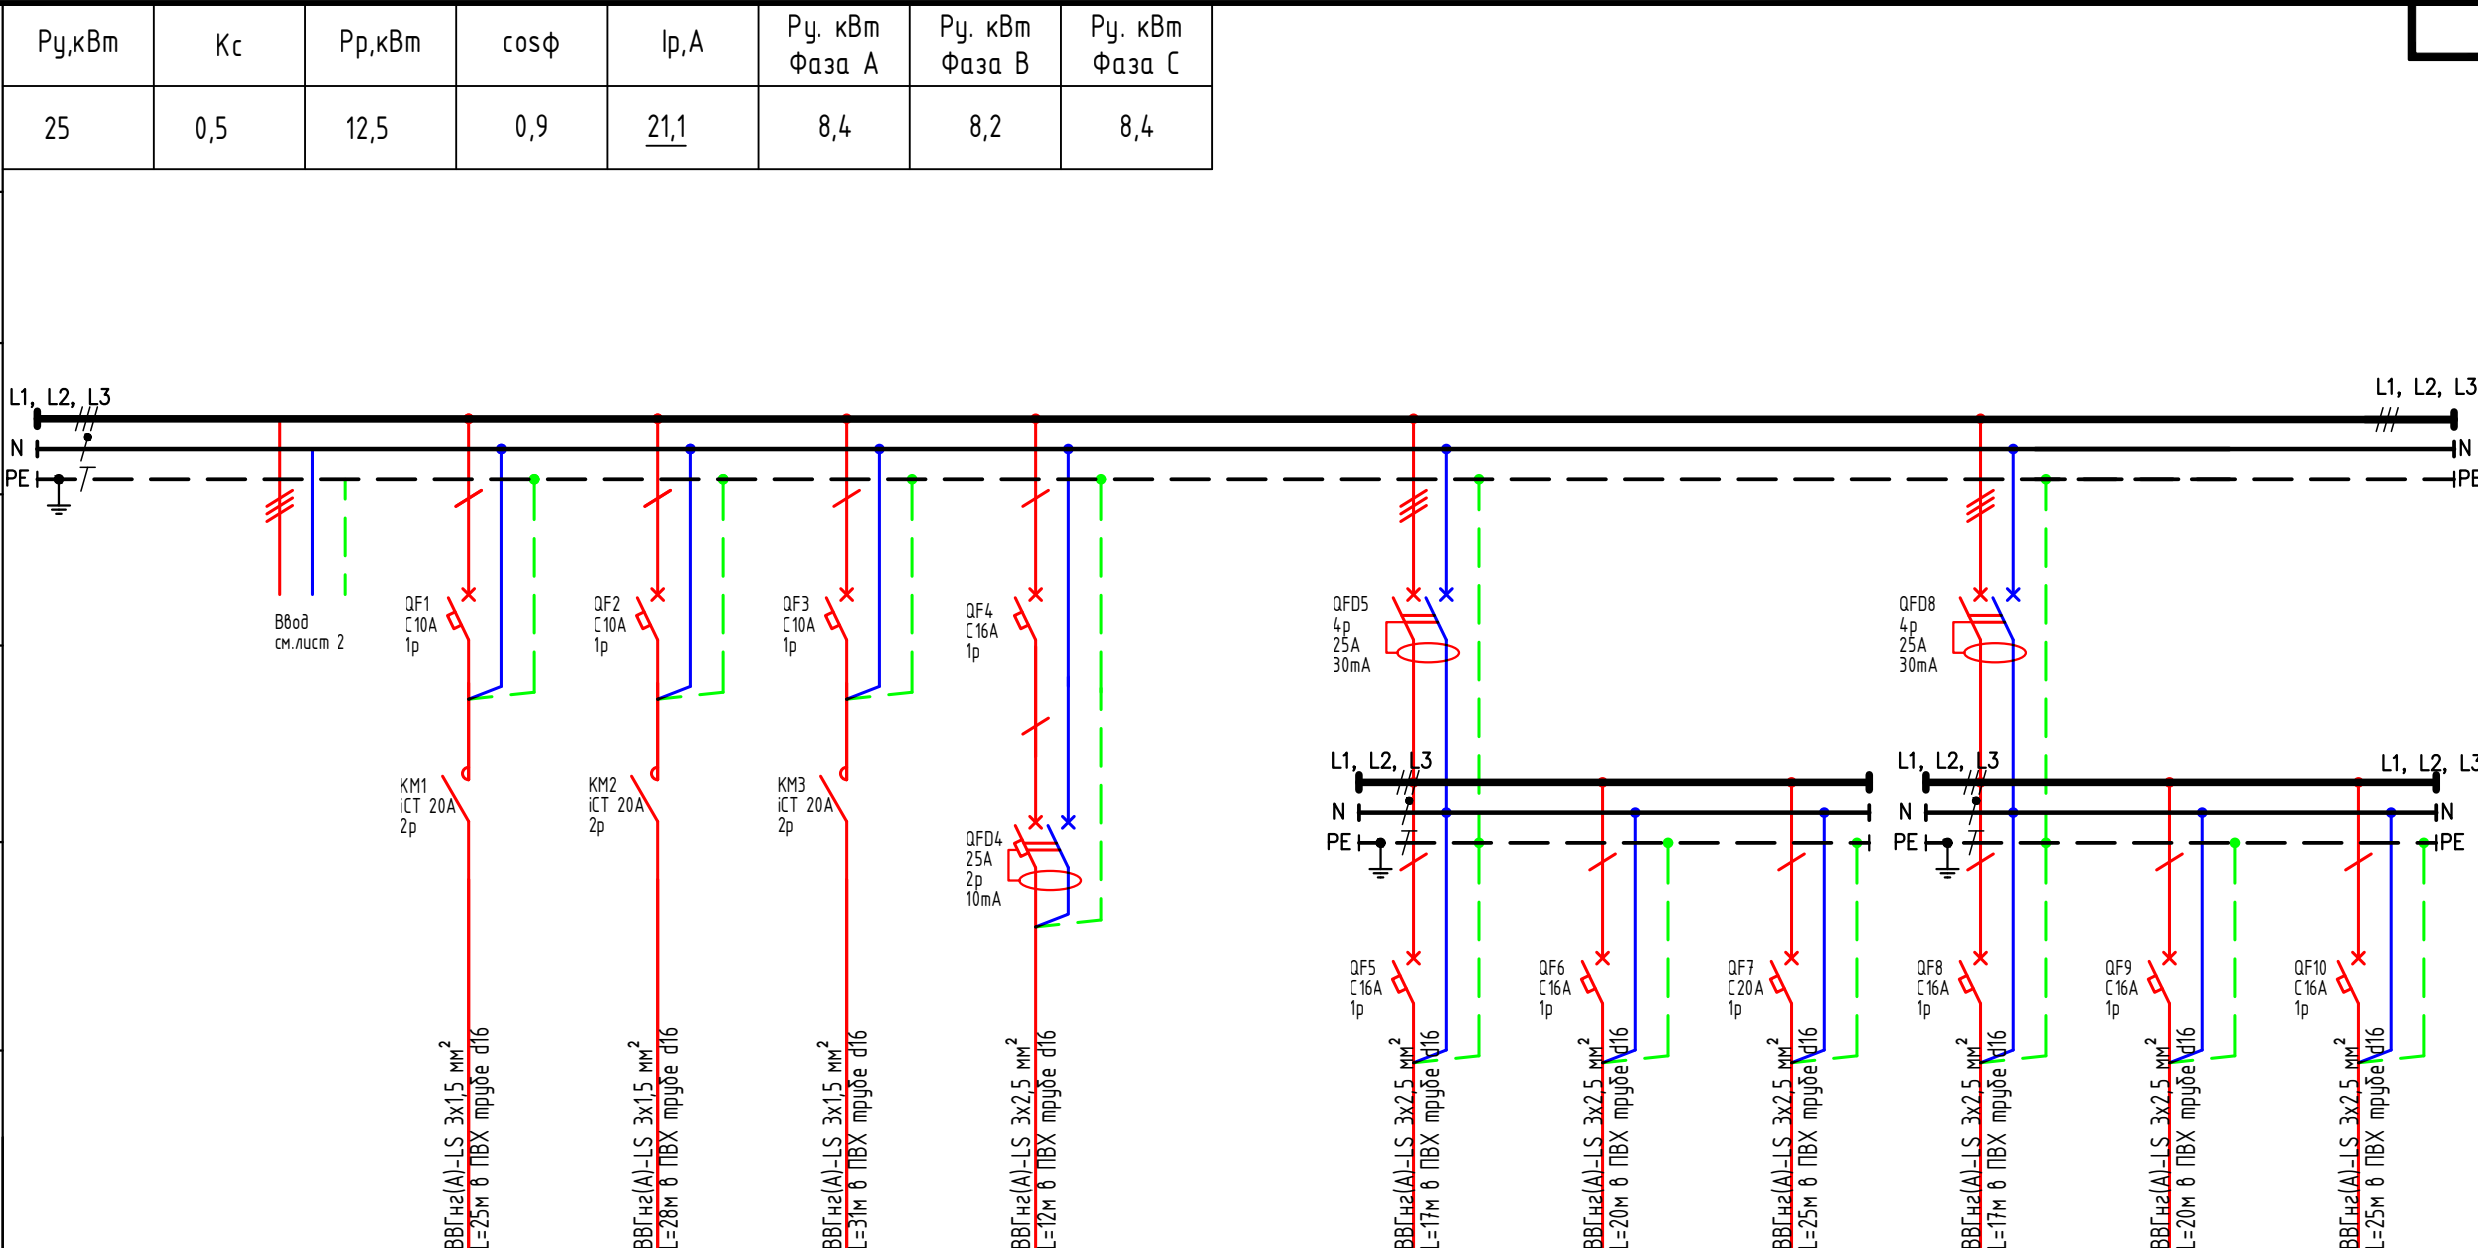 Ру,кВт
Кс
Рр,кВт
cosф
Iр,А
Ру. кВт
Фаза А
Ру. кВт
Фаза В
Ру. кВт
Фаза С
25
0,5
12,5
0,9
21,1
8,4
8,2
8,4
L1, L2, L3
L1, L2, L3
N
N
PE
PE
Ввод
см.лист 2
QF1
C10A
1p
QF2
C10A
1p
QF3
C10A
1p
QF4
C16A
1p
QFD5
4p
25A
30mA
QFD8
4p
25A
30mA
KM1
iCT 20A
2p
KM2
iCT 20A
2p
KM3
iCT 20A
2p
QFD4
25A
2p
10mA
L1, L2, L3
N
PE
L1, L2, L3
N
PE
L1, L2, L3
N
PE
QF5
C16A
1p
QF6
C16A
1p
QF7
C20A
1p
QF8
C16A
1p
QF9
C16A
1p
QF10
C16A
1p
ВВГнг(А)-LS 3х1,5 мм²
L=25м в ПВХ трубе d16
ВВГнг(А)-LS 3х1,5 мм²
L=28м в ПВХ трубе d16
ВВГнг(А)-LS 3х1,5 мм²
L=31м в ПВХ трубе d16
ВВГнг(А)-LS 3х2,5 мм²
L=12м в ПВХ трубе d16
ВВГнг(А)-LS 3х2,5 мм²
L=17м в ПВХ трубе d16
ВВГнг(А)-LS 3х2,5 мм²
L=20м в ПВХ трубе d16
ВВГнг(А)-LS 3х2,5 мм²
L=25м в ПВХ трубе d16
ВВГнг(А)-LS 3х2,5 мм²
L=17м в ПВХ трубе d16
ВВГнг(А)-LS 3х2,5 мм²
L=20м в ПВХ трубе d16
ВВГнг(А)-LS 3х2,5 мм²
L=25м в ПВХ трубе d16